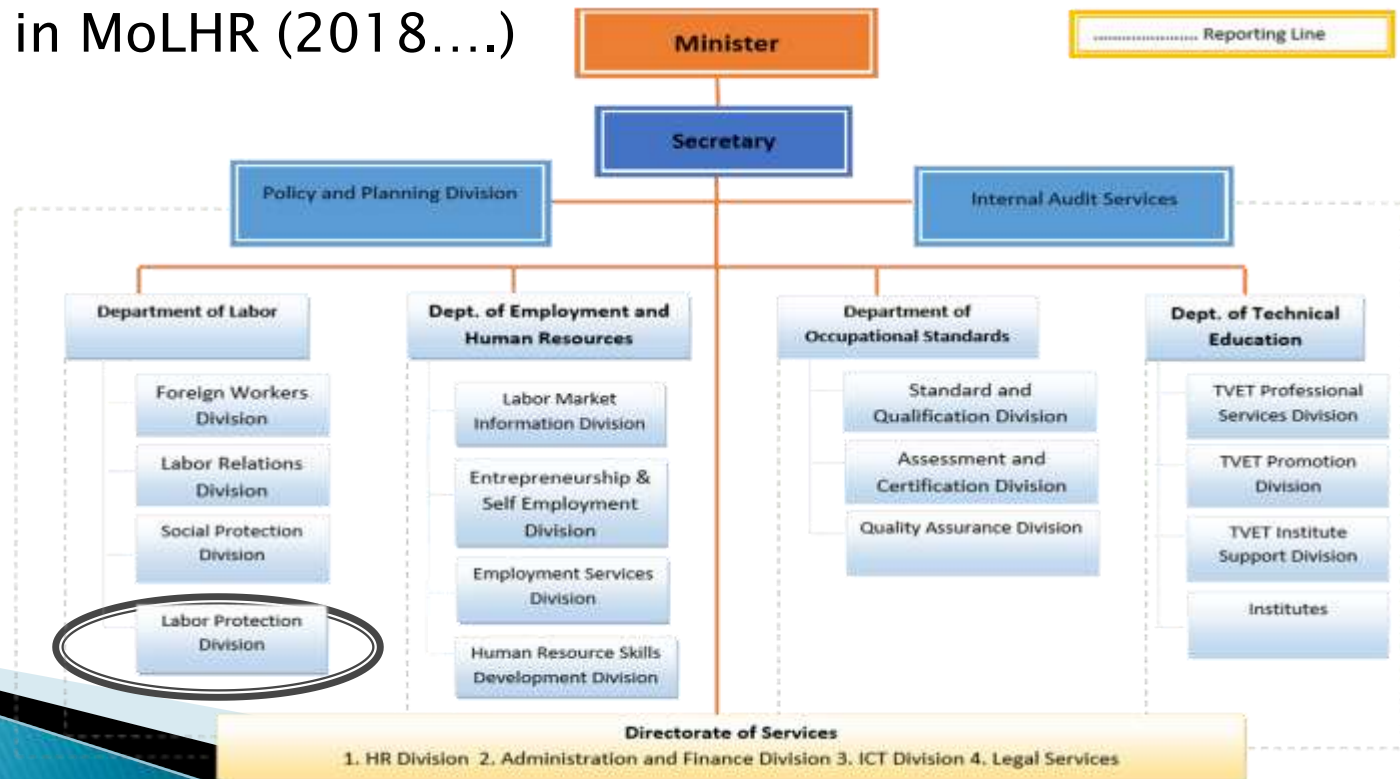 in MoLHR (2018....)
Minister
........................ Reporting Line
Secretary
Policy and Planning Division
Internal Audit Services
Department of Labor
Foreign Workers
Division
Labor Relations
Division
Social Protection
Division
Labor Protection
Division
Dept. of Employment and
Human Resources
Labor Market
Information Division
Entrepreneurship &
Self Employment
Division
Employment Services
Division
Human Resource Skills
Development Division
Department of
Occupational Standards
Standard and
Qualification Division
Assessment and
Certification Division
Quality Assurance Division
Dept. of Technical
Education
TVET Professional
Services Division
TVET Promotion
Division
TVET Institute
Support Division
Institutes
Directorate of Services
1. HR Division 2. Administration and Finance Division 3. ICT Division 4. Legal Services